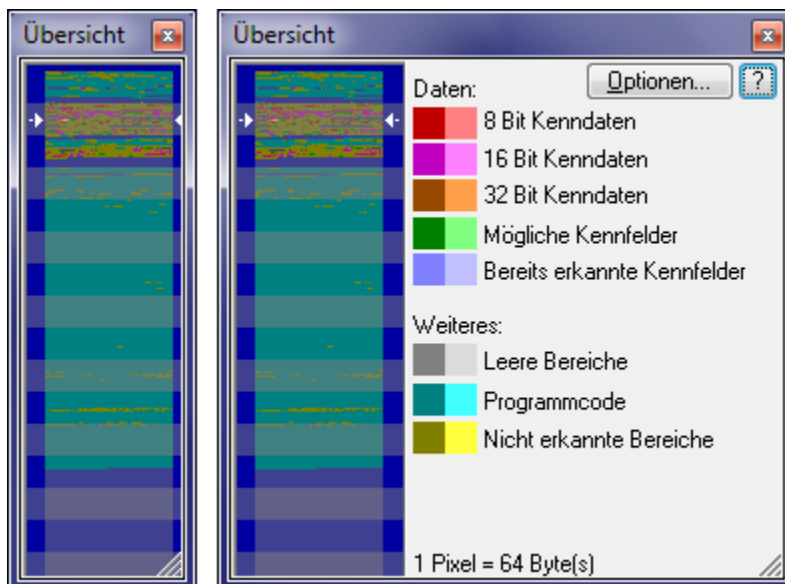 Übersicht
Übersicht
Daten:
Optionen...
?
8 Bit Kenndaten
16 Bit Kenndaten
32 Bit Kenndaten
Mögliche Kennfelder
Bereits erkannte Kennfelder
Weiteres:
Leere Bereiche
Programmcode
Nicht erkannte Bereiche
1 Pixel = 64 Byte(s)